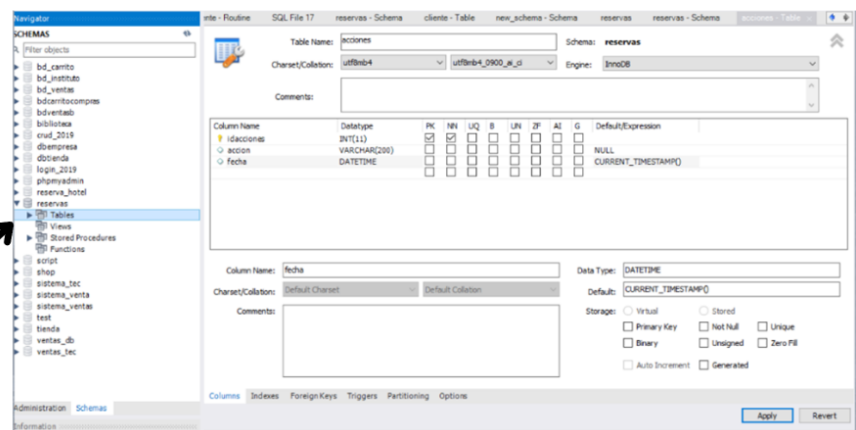 Navigator
nte - Routine SQL File 17 reservas - Schema cliente - Table new_schema - Schema reservas reservas - Schema acciones - Table
SCHEMAS
Filter objects
bd_carrito
bd_instituto
bd_ventas
bdcarritocompras
bdventasb
biblioteca
crud_2019
dbempresa
dbtienda
login_2019
phpmyadmin
reserva_hotel
reservas
Tables
Views
Stored Procedures
Functions
script
shop
sistema_tec
sistema_venta
sistema_ventas
test
tienda
ventas_db
ventas_tec
Administration Schemas
Information
Table Name: acciones Schema: reservas
Charset/Collation: utf8mb4 utf8mb4_0900_ai_ci Engine: InnoDB
Comments:
Column Name Datatype PK NN UQ B UN ZF AI G Default/Expression
idacciones INT(11)
accion VARCHAR(200) NULL
fecha DATETIME CURRENT_TIMESTAMP()
Column Name: fecha Data Type: DATETIME
Charset/Collation: Default Charset Default Collation Default: CURRENT_TIMESTAMP()
Comments: Storage: Virtual Stored
Primary Key Not Null Unique
Binary Unsigned Zero Fill
Auto Increment Generated
Columns Indexes Foreign Keys Triggers Partitioning Options
Apply Revert